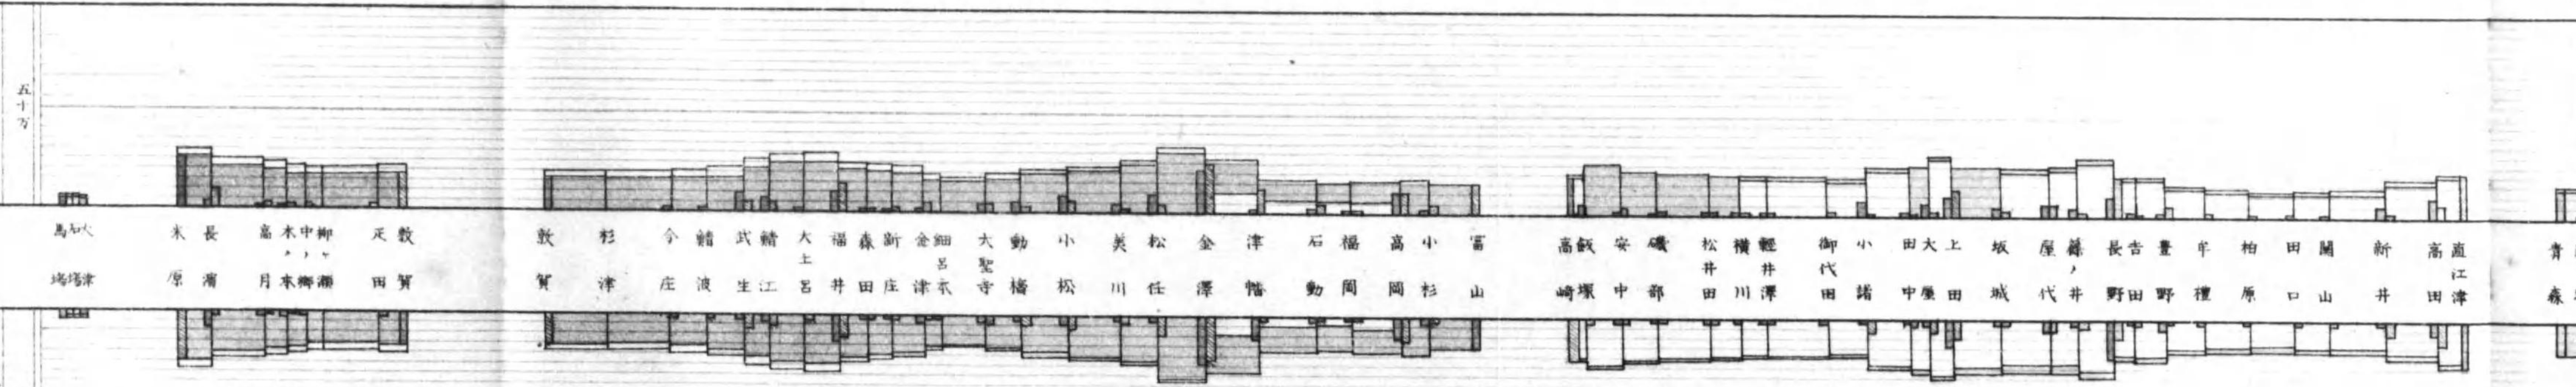 五十万
馬場
石場
大津
米原
長濱
高月
木ノ本
中ノ郷
柳ヶ瀬
疋田
敦賀
敦賀
杉津
今庄
鯖波
武生
鯖江
大土呂
福井
森田
新庄
金津
細呂木
大聖寺
動橋
小松
美川
松任
金澤
津幡
石動
福岡
高岡
小杉
富山
高崎
飯塚
安中
磯部
松井田
横川
輕井澤
御代田
小諸
田中
大屋
上田
坂城
屋代
篠ノ井
長野
吉田
豊野
牟禮
柏原
田口
關山
新井
高田
直江津
青森